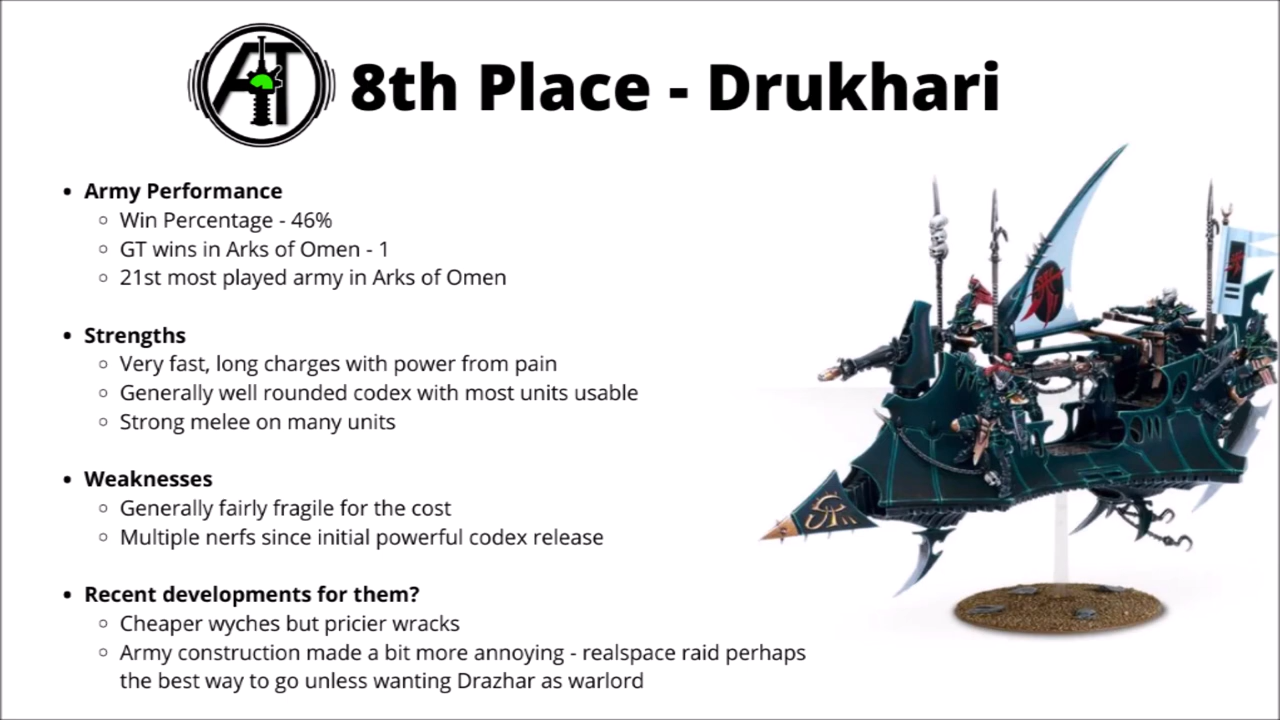 AT
8th Place - Drukhari
• Army Performance
◦ Win Percentage - 46%
◦ GT wins in Arks of Omen - 1
◦ 21st most played army in Arks of Omen
• Strengths
◦ Very fast, long charges with power from pain
◦ Generally well rounded codex with most units usable
◦ Strong melee on many units
• Weaknesses
◦ Generally fairly fragile for the cost
◦ Multiple nerfs since initial powerful codex release
• Recent developments for them?
◦ Cheaper wyches but pricier wracks
◦ Army construction made a bit more annoying - realspace raid perhaps
the best way to go unless wanting Drazhar as warlord